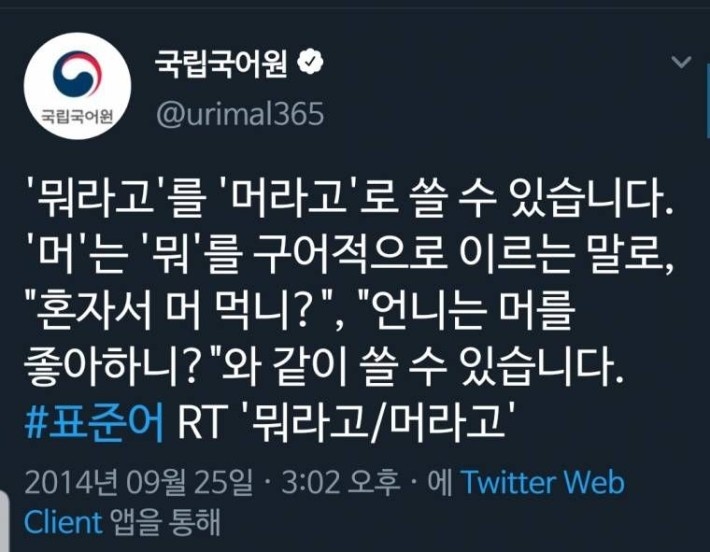 국립국어원
국립국어원
@urimal365
'뭐라고'를 '머라고'로 쓸 수 있습니다.
'머'는 '뭐'를 구어적으로 이르는 말로,
"혼자서 머 먹니?", "언니는 머를
좋아하니?"와 같이 쓸 수 있습니다.
#표준어 RT '뭐라고/머라고'
2014년 09월 25일 · 3:02 오후 · 에 Twitter Web
Client 앱을 통해